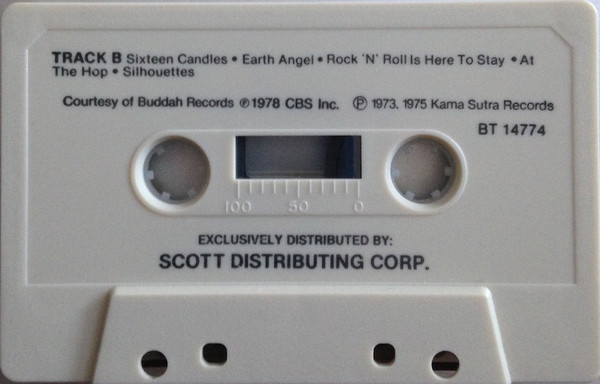 TRACK B Sixteen Candles • Earth Angel • Rock 'N' Roll Is Here To Stay • At
The Hop • Silhouettes
Courtesy of Buddah Records ℗ 1978 CBS Inc. ℗ 1973, 1975 Kama Sutra Records
BT 14774
100 50 0
EXCLUSIVELY DISTRIBUTED BY:
SCOTT DISTRIBUTING CORP.